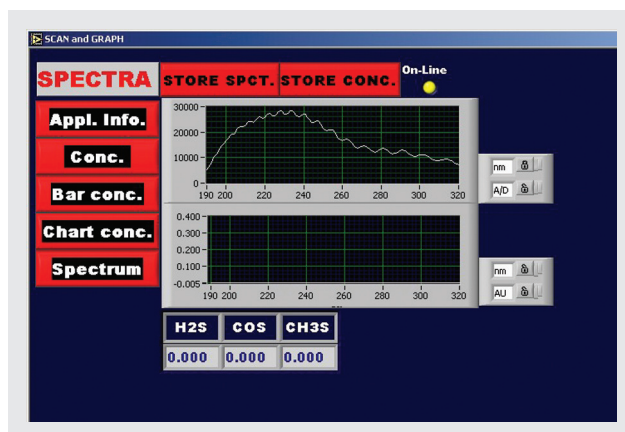 SCAN and GRAPH
SPECTRA STORE SPCT. STORE CONC. On-Line
Appl. Info.
Conc.
Bar conc.
Chart conc.
Spectrum
30000
20000
10000
0
190 200 220 240 260 280 300 320
nm
A/D
0.400
0.300
0.200
0.100
-0.005
190 200 220 240 260 280 300 320
nm
AU
H2S COS CH3S
0.000 0.000 0.000